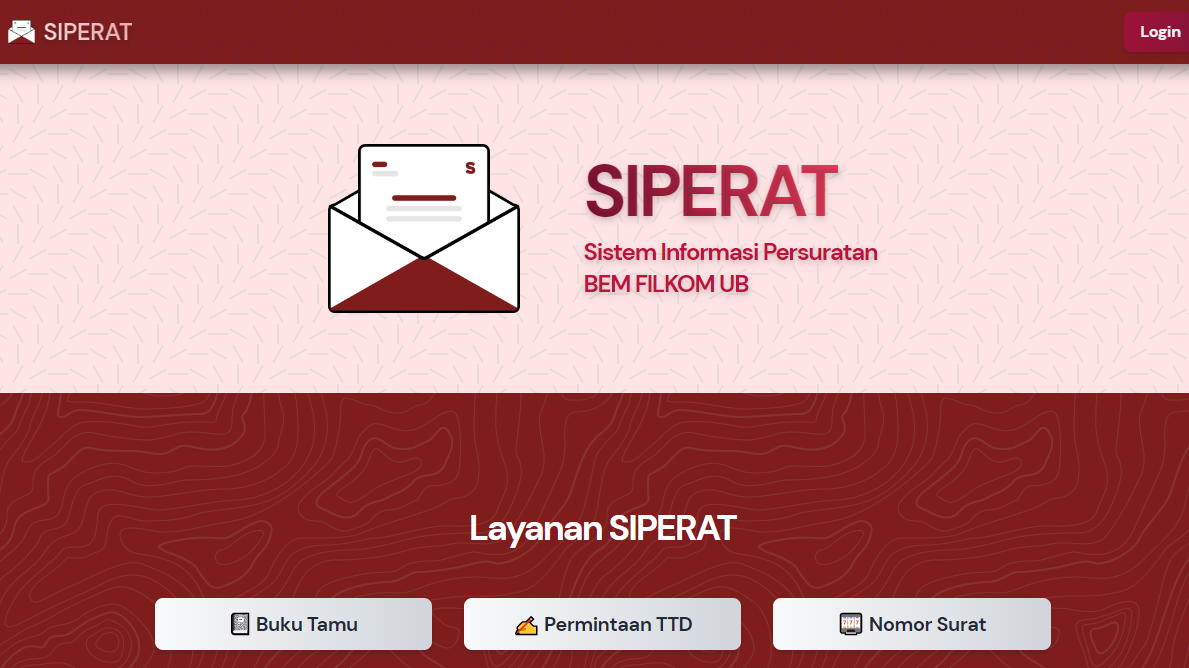 SIPERAT
Login
S
SIPERAT
Sistem Informasi Persuratan
BEM FILKOM UB
Layanan SIPERAT
Buku Tamu
Permintaan TTD
Nomor Surat